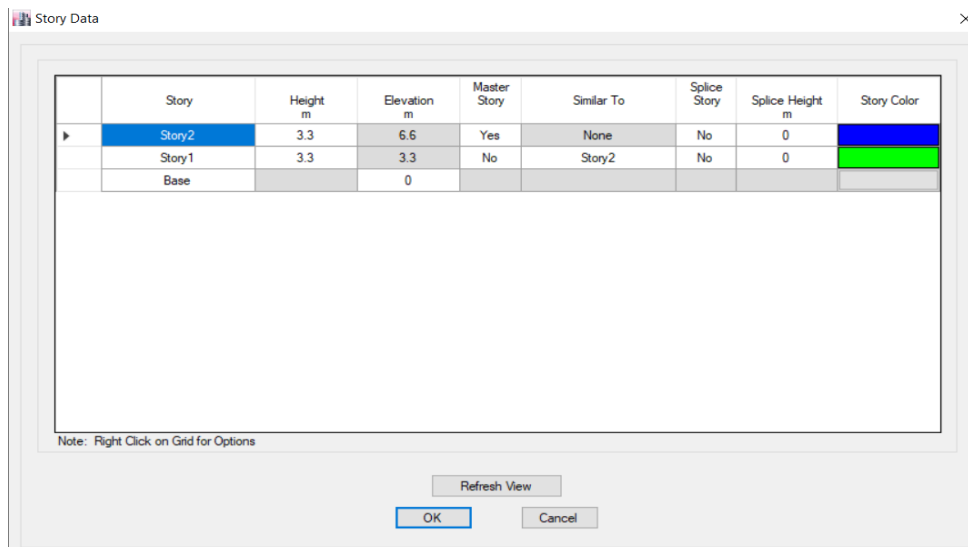 Story Data
Story Height m Elevation m Master Story Similar To Splice Story Splice Height m Story Color
Story2 3.3 6.6 Yes None No 0
Story1 3.3 3.3 No Story2 No 0
Base 0
Note: Right Click on Grid for Options
Refresh View
OK Cancel